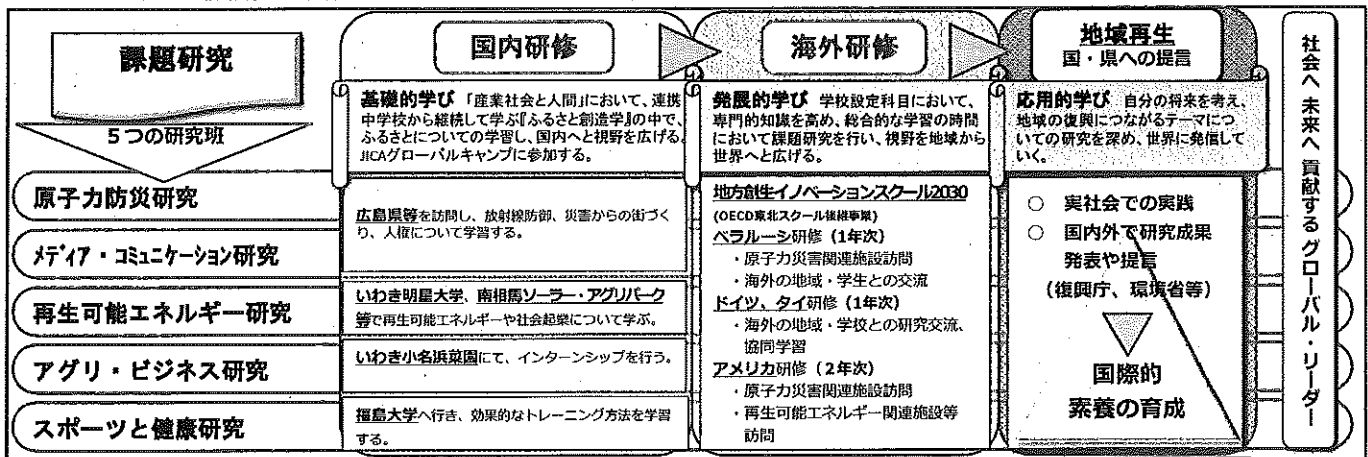 課題研究
5つの研究班
原子力防災研究
メディア・コミュニケーション研究
再生可能エネルギー研究
アグリ・ビジネス研究
スポーツと健康研究
国内研修
基礎的学び 「産業社会と人間」において、連携
中学校から継続して学ぶ『ふるさと創造学』の中で、
ふるさとについての学習し、国内へと視野を広げる。
JICAグローバルキャンプに参加する。
広島県等を訪問し、放射線防御、災害からの街づく
り、人権について学習する。
いわき明星大学、南相馬ソーラー・アグリパーク
等で再生可能エネルギーや社会起業について学ぶ。
いわき小名浜菜園にて、インターンシップを行う。
福島大学へ行き、効果的なトレーニング方法を学習
する。
海外研修
発展的学び 学校設定科目において、
専門的知識を高め、総合的な学習の時間
において課題研究を行い、視野を地域から
世界へと広げる。
地方創生イノベーションスクール2030
(OECD東北スクール後継事業)
ベラルーシ研修(1年次)
・原子力災害関連施設訪問
・海外の地域・学生との交流
ドイツ、タイ研修(1年次)
・海外の地域・学校との研究交流、
協同学習
アメリカ研修(2年次)
・原子力災害関連施設訪問
・再生可能エネルギー関連施設等
訪問
地域再生
国・県への提言
応用的学び 自分の将来を考え、
地域の復興につながるテーマにつ
いての研究を深め、世界に発信して
いく。
○ 実社会での実践
○ 国内外で研究成果
発表や提言
(復興庁、環境省等)
国際的
素養の育成
社会へ 未来へ 貢献する グローバル・リーダー